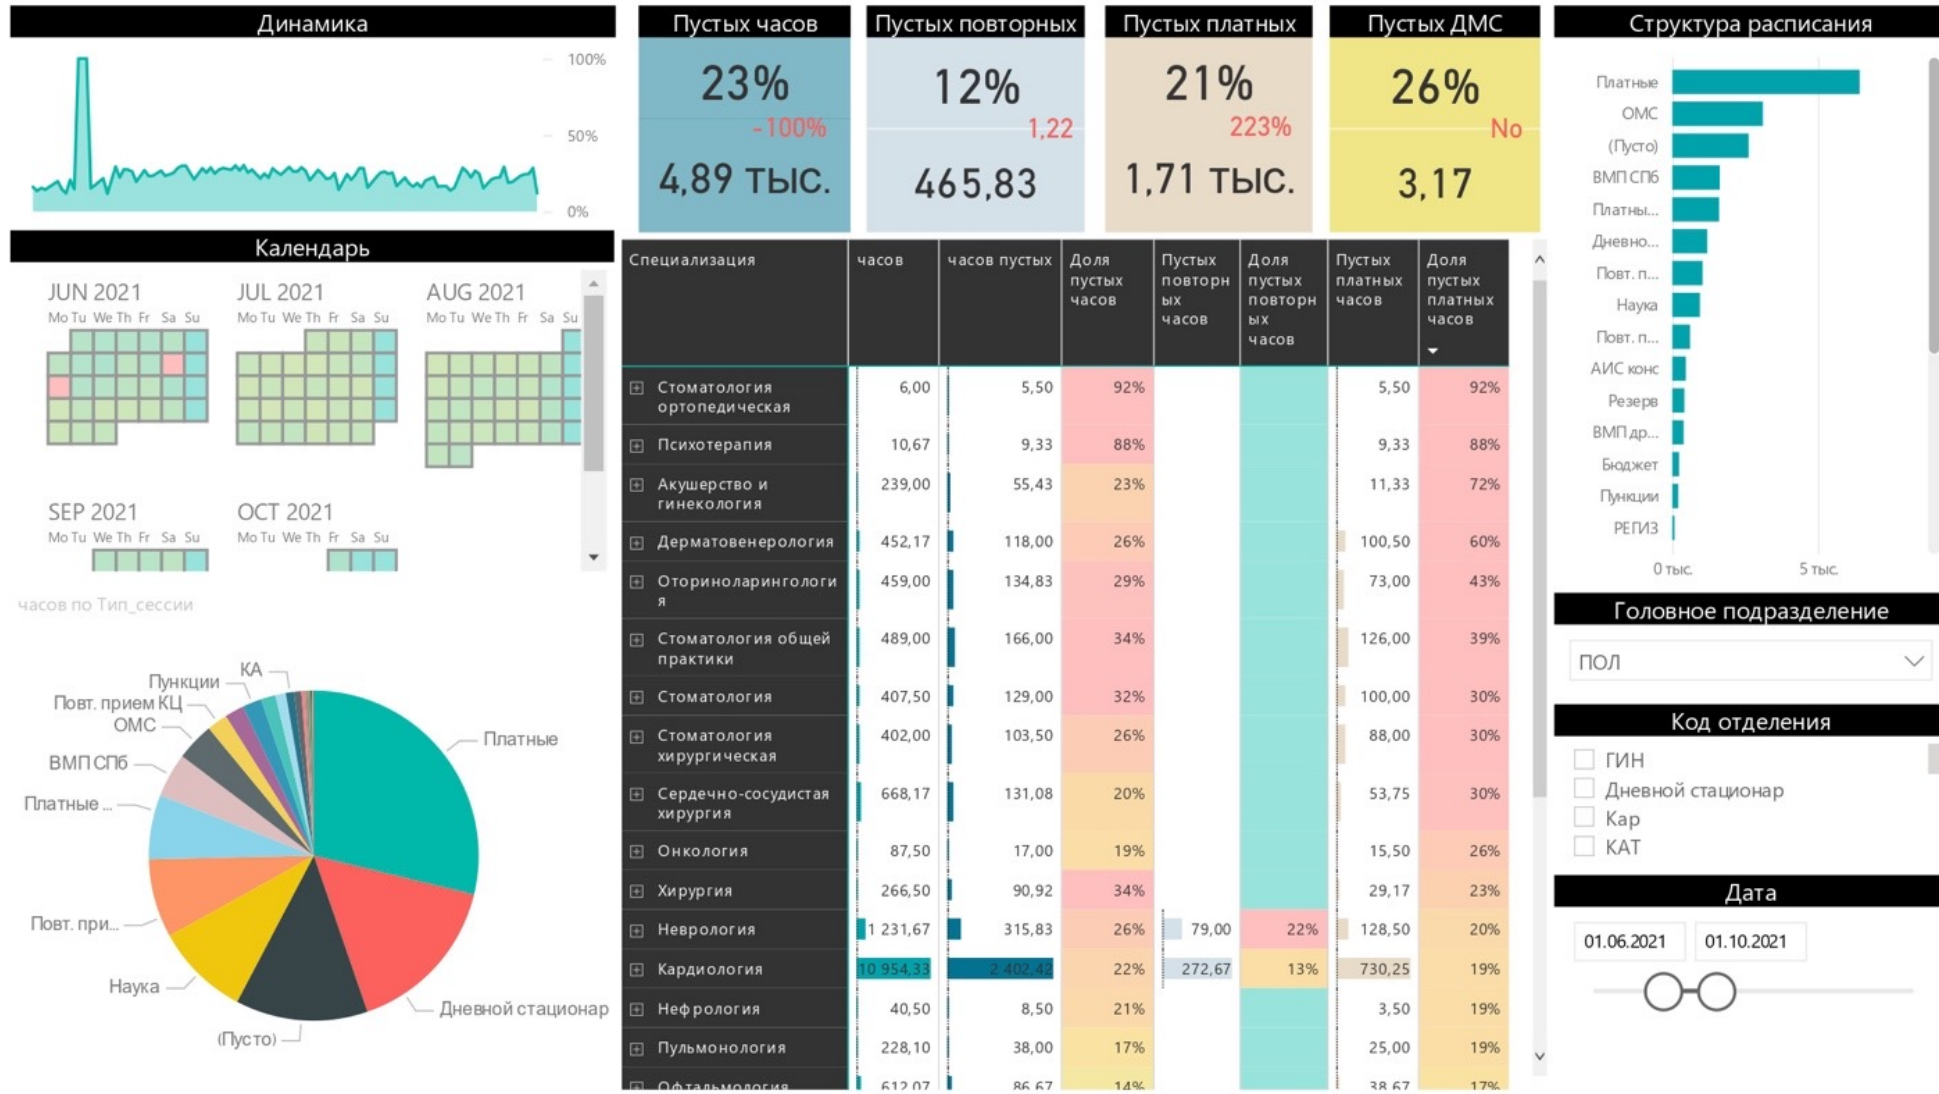 Динамика
100%
50%
0%
Пустых часов
23%
-100%
4,89 тыс.
Пустых повторных
12%
1,22
465,83
Пустых платных
21%
223%
1,71 тыс.
Пустых ДМС
26%
No
3,17
Структура расписания
Платные
ОМС
(Пусто)
ВМП СПб
Платны...
Дневно...
Повт. п...
Наука
Повт. п...
АИС конс
Резерв
ВМП др...
Бюджет
Пункции
РЕГИЗ
0 тыс.
5 тыс.
Календарь
JUN 2021
Mo Tu We Th Fr Sa Su
JUL 2021
Mo Tu We Th Fr Sa Su
AUG 2021
Mo Tu We Th Fr Sa Su
SEP 2021
Mo Tu We Th Fr Sa Su
OCT 2021
Mo Tu We Th Fr Sa Su
часов по Тип_сессии
КА
Пункции
Повт. прием КЦ
ОМС
ВМП СПб
Платные ...
Повт. при...
Наука
(Пусто)
Дневной стационар
Платные
Специализация
часов
часов пустых
Доля
пустых
часов
Пустых
повторн
ых
часов
Доля
пустых
повторн
ых
часов
Пустых
платных
часов
Доля
пустых
платных
часов
Стоматология
ортопедическая
6,00 5,50 92% 5,50 92%
Психотерапия 10,67 9,33 88% 9,33 88%
Акушерство и
гинекология
239,00 55,43 23% 11,33 72%
Дерматовенерология 452,17 118,00 26% 100,50 60%
Оториноларингологи
я
459,00 134,83 29% 73,00 43%
Стоматология общей
практики
489,00 166,00 34% 126,00 39%
Стоматология 407,50 129,00 32% 100,00 30%
Стоматология
хирургическая
402,00 103,50 26% 88,00 30%
Сердечно-сосудистая
хирургия
668,17 131,08 20% 53,75 30%
Онкология 87,50 17,00 19% 15,50 26%
Хирургия 266,50 90,92 34% 29,17 23%
Неврология 1 231,67 315,83 26% 79,00 22% 128,50 20%
Кардиология 10 954,33 2 402,42 22% 272,67 13% 730,25 19%
Нефрология 40,50 8,50 21% 3,50 19%
Пульмонология 228,10 38,00 17% 25,00 19%
Офтальмология 612,07 86,67 14% 38,67 17%
Головное подразделение
ПОЛ
Код отделения
ГИН
Дневной стационар
Кар
КАТ
Дата
01.06.2021
01.10.2021